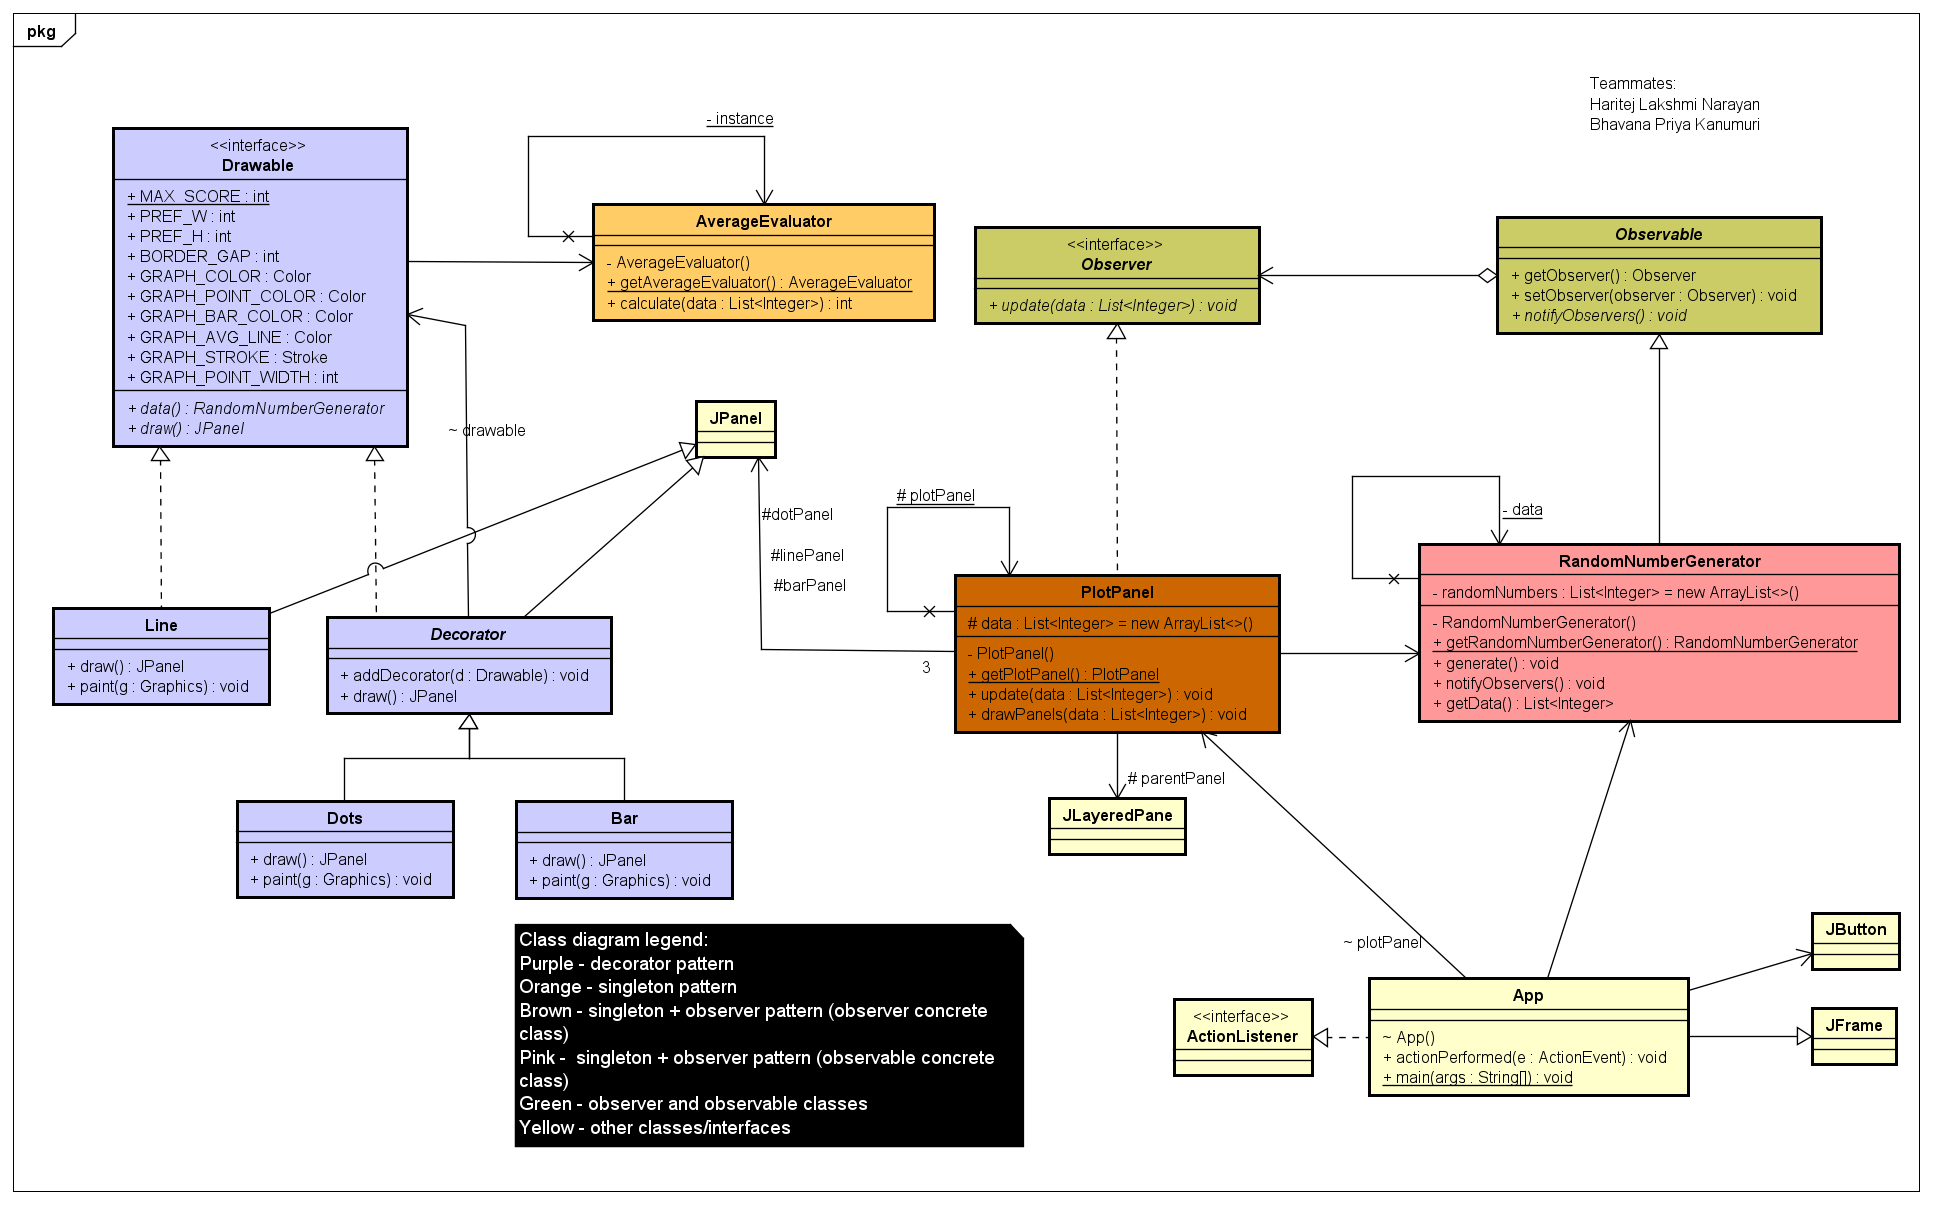 pkg
Teammates:
Haritej Lakshmi Narayan
Bhavana Priya Kanumuri
<<interface>>
Drawable
+ MAX_SCORE : int
+ PREF_W : int
+ PREF_H : int
+ BORDER_GAP : int
+ GRAPH_COLOR : Color
+ GRAPH_POINT_COLOR : Color
+ GRAPH_BAR_COLOR : Color
+ GRAPH_AVG_LINE : Color
+ GRAPH_STROKE : Stroke
+ GRAPH_POINT_WIDTH : int
+ data() : RandomNumberGenerator
+ draw() : JPanel
- instance
AverageEvaluator
- AverageEvaluator()
+ getAverageEvaluator() : AverageEvaluator
+ calculate(data : List<Integer>) : int
<<interface>>
Observer
+ update(data : List<Integer>) : void
Observable
+ getObserver() : Observer
+ setObserver(observer : Observer) : void
+ notifyObservers() : void
~ drawable
JPanel
#dotPanel
#linePanel
#barPanel
3
# plotPanel
PlotPanel
# data : List<Integer> = new ArrayList<>()
- PlotPanel()
+ getPlotPanel() : PlotPanel
+ update(data : List<Integer>) : void
+ drawPanels(data : List<Integer>) : void
- data
RandomNumberGenerator
- randomNumbers : List<Integer> = new ArrayList<>()
- RandomNumberGenerator()
+ getRandomNumberGenerator() : RandomNumberGenerator
+ generate() : void
+ notifyObservers() : void
+ getData() : List<Integer>
Line
+ draw() : JPanel
+ paint(g : Graphics) : void
Decorator
+ addDecorator(d : Drawable) : void
+ draw() : JPanel
Dots
+ draw() : JPanel
+ paint(g : Graphics) : void
Bar
+ draw() : JPanel
+ paint(g : Graphics) : void
# parentPanel
JLayeredPane
~ plotPanel
JButton
<<interface>>
ActionListener
App
~ App()
+ actionPerformed(e : ActionEvent) : void
+ main(args : String[]) : void
JFrame
Class diagram legend:
Purple - decorator pattern
Orange - singleton pattern
Brown - singleton + observer pattern (observer concrete
class)
Pink -  singleton + observer pattern (observable concrete
class)
Green - observer and observable classes
Yellow - other classes/interfaces